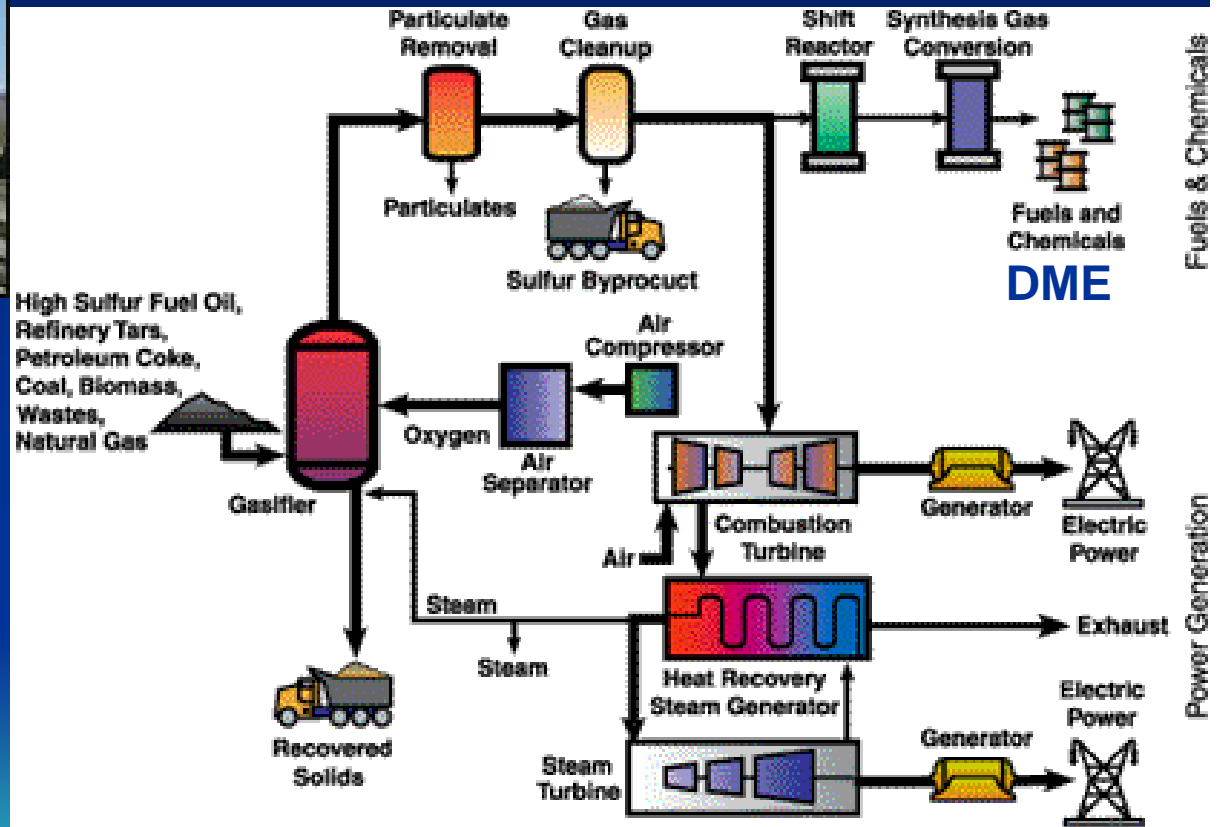 Particulate
Removal
Gas
Cleanup
Shift
Reactor
Synthesis Gas
Conversion
Fuels & Chemicals
Particulates
Sulfur Byprocuct
Fuels and
Chemicals
DME
High Sulfur Fuel Oil,
Refinery Tars,
Petroleum Coke,
Coal, Biomass,
Wastes,
Natural Gas
Air
Compressor
Oxygen
Air
Separator
Gasifier
Combustion
Turbine
Generator
Electric
Power
Air
Power Generation
Steam
Steam
Exhaust
Heat Recovery
Steam Generator
Recovered
Solids
Steam
Turbine
Generator
Electric
Power